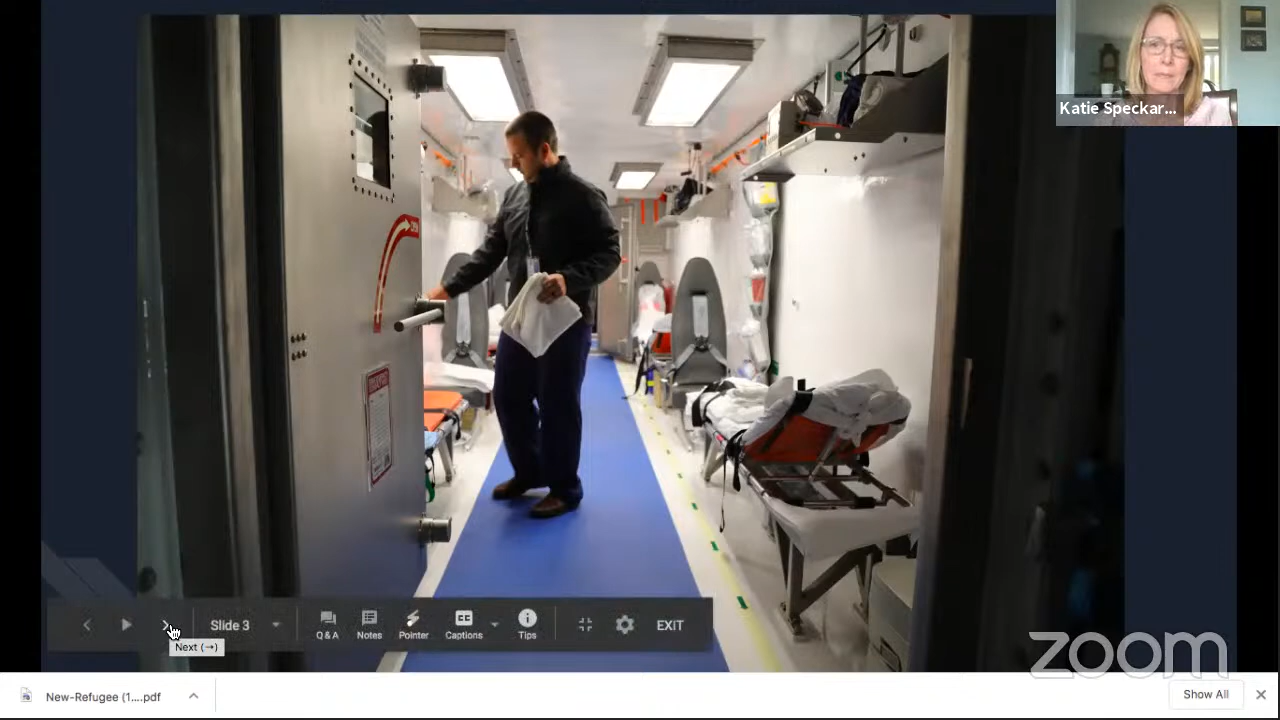 Katie Speckar...
Slide 3
Q & A
Notes
Pointer
Captions
Tips
EXIT
Next (→)
zoom
New-Refugee (1....pdf
Show All